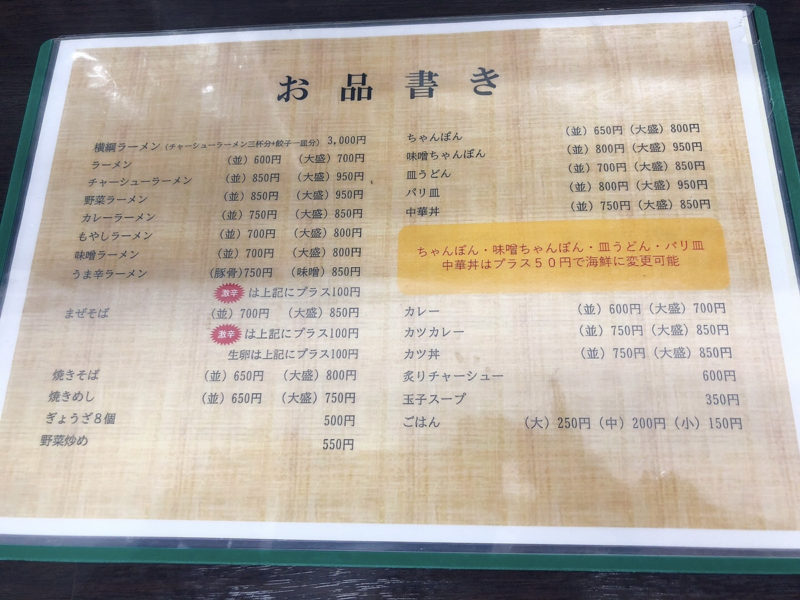 お品書き
横綱ラーメン（チャーシューラーメン三杯分+餃子一皿分） 3,000円
ラーメン （並）600円 （大盛）700円
チャーシューラーメン （並）850円 （大盛）950円
野菜ラーメン （並）850円 （大盛）950円
カレーラーメン （並）750円 （大盛）850円
もやしラーメン （並）700円 （大盛）800円
味噌ラーメン （並）700円 （大盛）800円
うま辛ラーメン （豚骨）750円 （味噌）850円
激辛 は上記にプラス100円
まぜそば （並）700円 （大盛）850円
激辛 は上記にプラス100円
生卵は上記にプラス100円
焼きそば （並）650円 （大盛）800円
焼きめし （並）650円 （大盛）750円
ぎょうざ８個 500円
野菜炒め 550円
ちゃんぽん （並）650円（大盛）800円
味噌ちゃんぽん （並）800円（大盛）950円
皿うどん （並）700円（大盛）850円
パリ皿 （並）800円（大盛）950円
中華丼 （並）750円（大盛）850円
ちゃんぽん・味噌ちゃんぽん・皿うどん・パリ皿
中華丼はプラス５０円で海鮮に変更可能
カレー （並）600円（大盛）700円
カツカレー （並）750円（大盛）850円
カツ丼 （並）750円（大盛）850円
炙りチャーシュー 600円
玉子スープ 350円
ごはん （大）250円（中）200円（小）150円